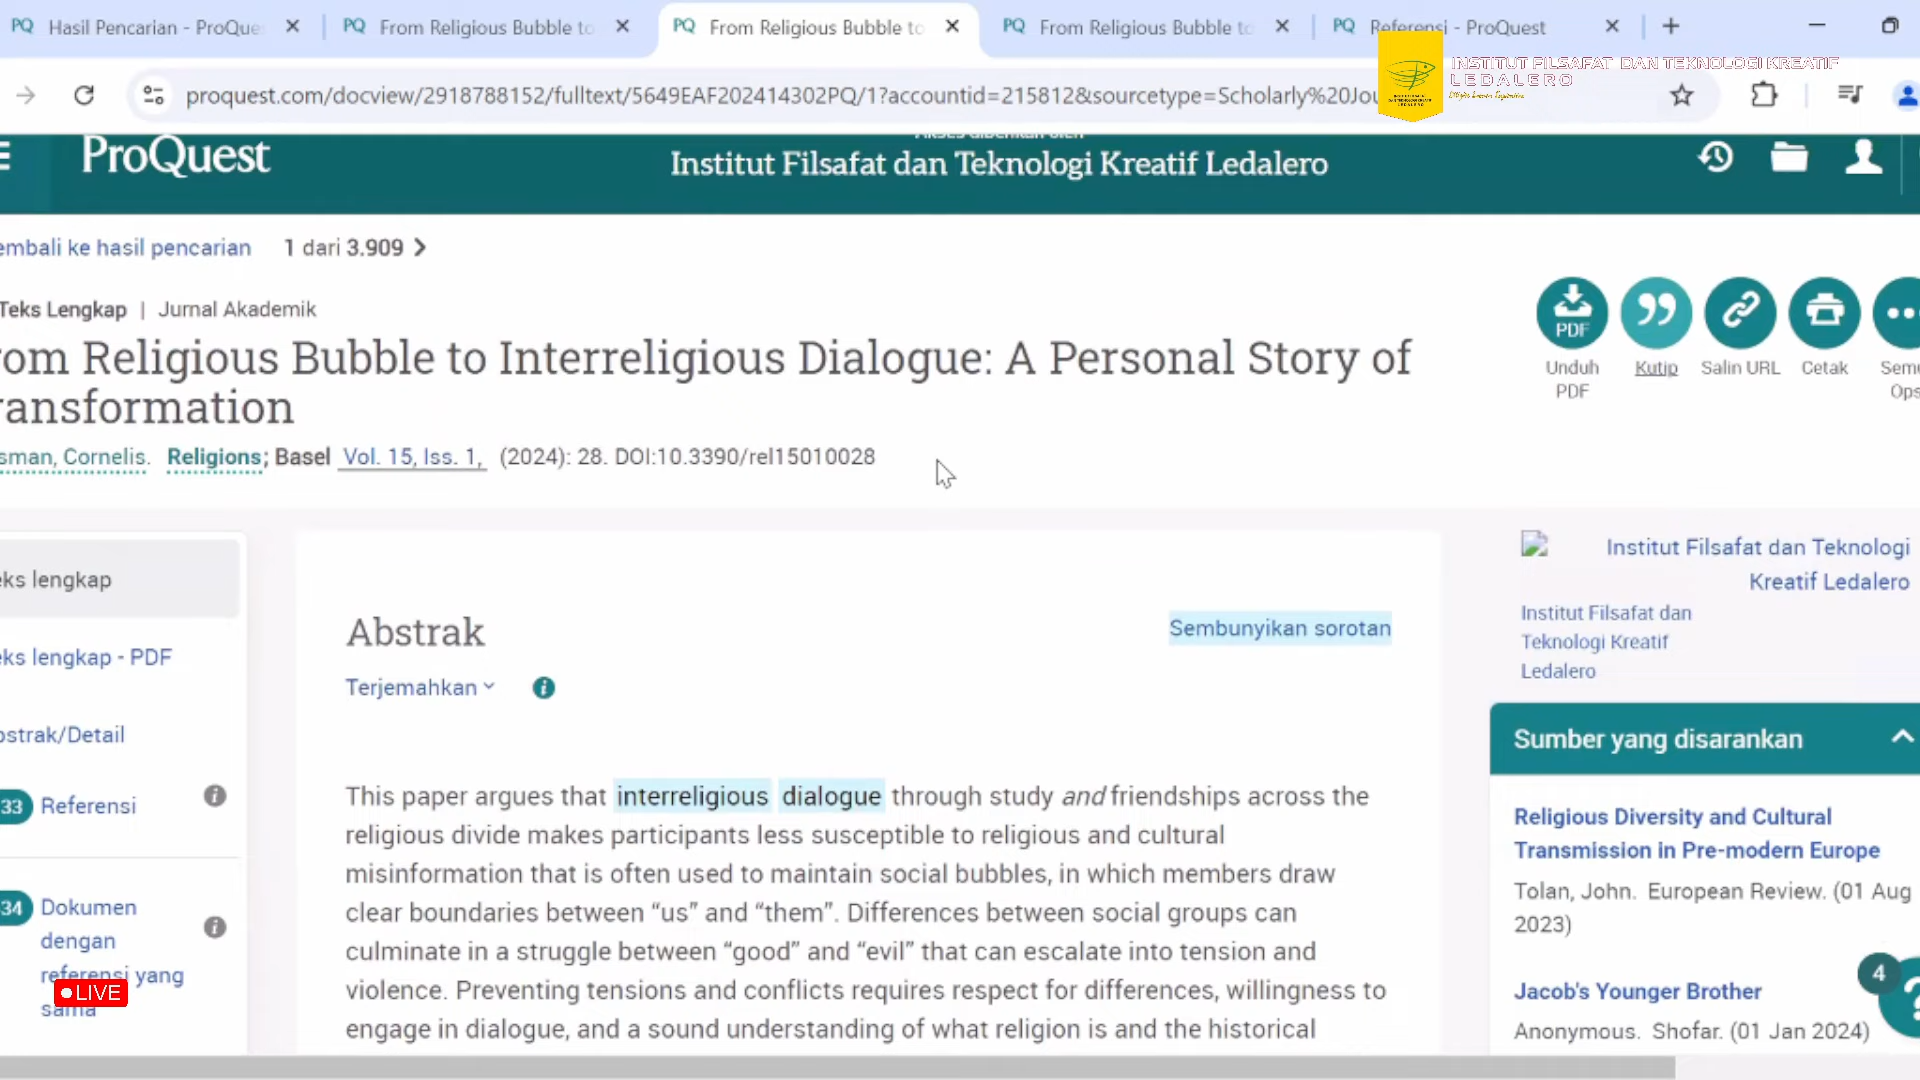 Hasil Pencarian - ProQue
From Religious Bubble to
From Religious Bubble to
From Religious Bubble to
Referensi - ProQuest
proquest.com/docview/2918788152/fulltext/5649EAF202414302PQ/1?accountid=215812&sourcetype=Scholarly%20Jou
INSTITUT FILSAFAT DAN TEKNOLOGI KREATIF
LEDALERO
ProQuest
Akses diberikan oleh
Institut Filsafat dan Teknologi Kreatif Ledalero
embali ke hasil pencarian
1 dari 3.909
Teks Lengkap | Jurnal Akademik
rom Religious Bubble to Interreligious Dialogue: A Personal Story of
ransformation
sman, Cornelis. Religions; Basel Vol. 15, Iss. 1, (2024): 28. DOI:10.3390/rel15010028
PDF
Unduh
PDF
Kutip
Salin URL
Cetak
Sem
Ops
eks lengkap
eks lengkap - PDF
bstrak/Detail
33 Referensi
34 Dokumen
dengan
referensi yang
sama
LIVE
Abstrak
Sembunyikan sorotan
Terjemahkan
This paper argues that interreligious dialogue through study and friendships across the
religious divide makes participants less susceptible to religious and cultural
misinformation that is often used to maintain social bubbles, in which members draw
clear boundaries between “us” and “them”. Differences between social groups can
culminate in a struggle between “good” and “evil” that can escalate into tension and
violence. Preventing tensions and conflicts requires respect for differences, willingness to
engage in dialogue, and a sound understanding of what religion is and the historical
Institut Filsafat dan Teknologi
Kreatif Ledalero
Institut Filsafat dan
Teknologi Kreatif
Ledalero
Sumber yang disarankan
Religious Diversity and Cultural
Transmission in Pre-modern Europe
Tolan, John. European Review. (01 Aug
2023)
Jacob's Younger Brother
Anonymous. Shofar. (01 Jan 2024)
4
?